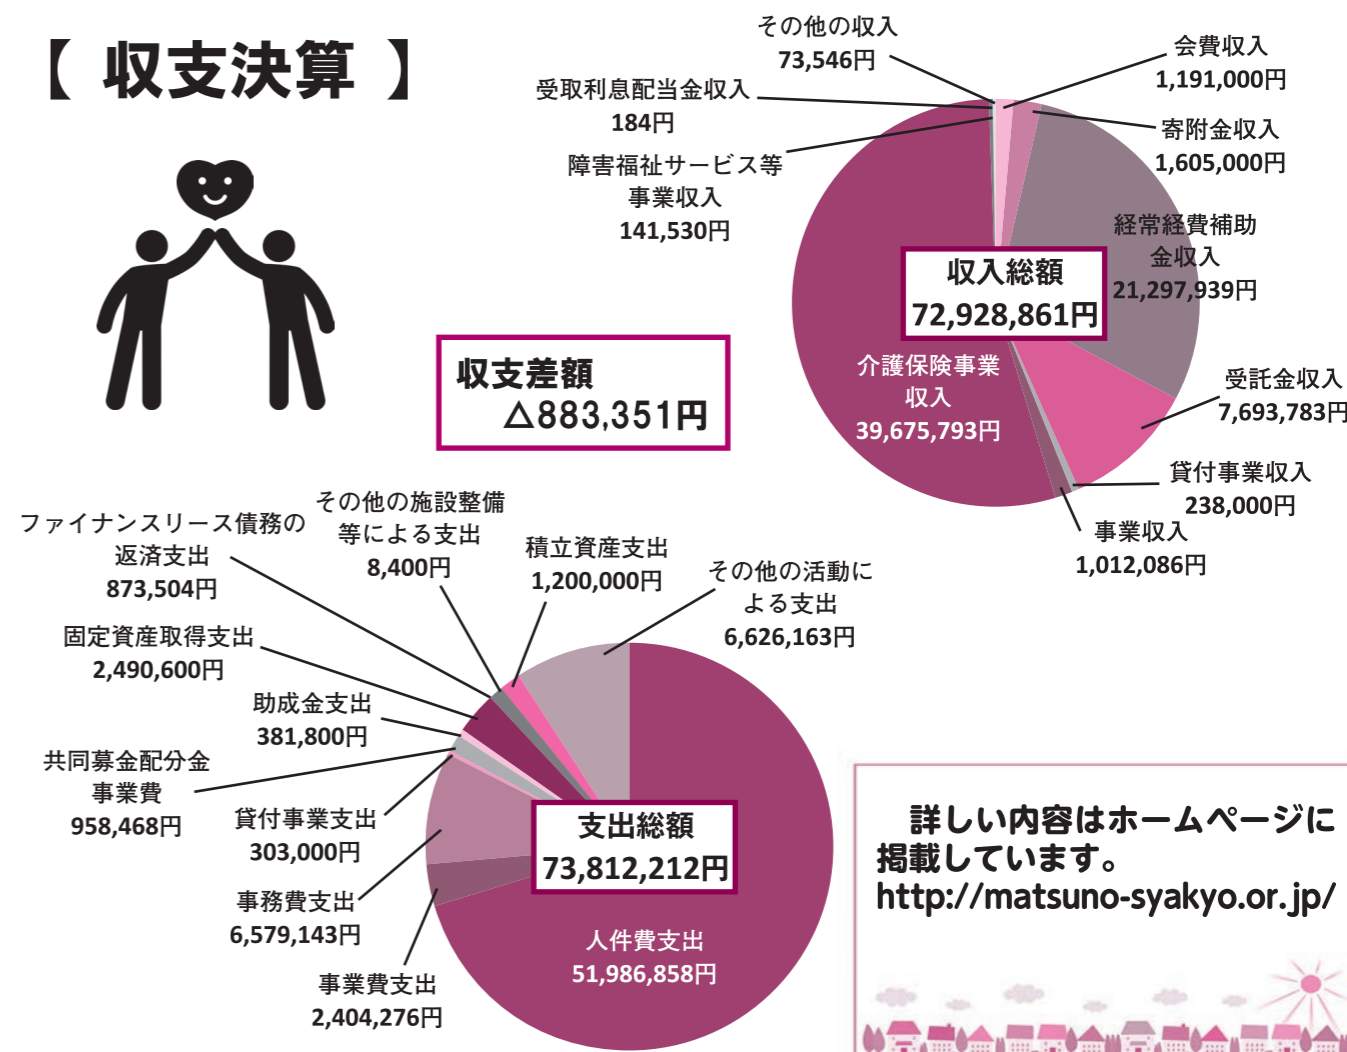 【 収支決算 】
その他の収入
73,546円
受取利息配当金収入
184円
障害福祉サービス等
事業収入
141,530円
会費収入
1,191,000円
寄附金収入
1,605,000円
経常経費補助
金収入
21,297,939円
収入総額
72,928,861円
介護保険事業
収入
39,675,793円
受託金収入
7,693,783円
貸付事業収入
238,000円
事業収入
1,012,086円
収支差額
△883,351円
ファイナンスリース債務の
返済支出
873,504円
その他の施設整備
等による支出
8,400円
積立資産支出
1,200,000円
その他の活動に
よる支出
6,626,163円
固定資産取得支出
2,490,600円
助成金支出
381,800円
共同募金配分金
事業費
958,468円
貸付事業支出
303,000円
事務費支出
6,579,143円
事業費支出
2,404,276円
支出総額
73,812,212円
人件費支出
51,986,858円
詳しい内容はホームページに
掲載しています。
http://matsuno-syakyo.or.jp/